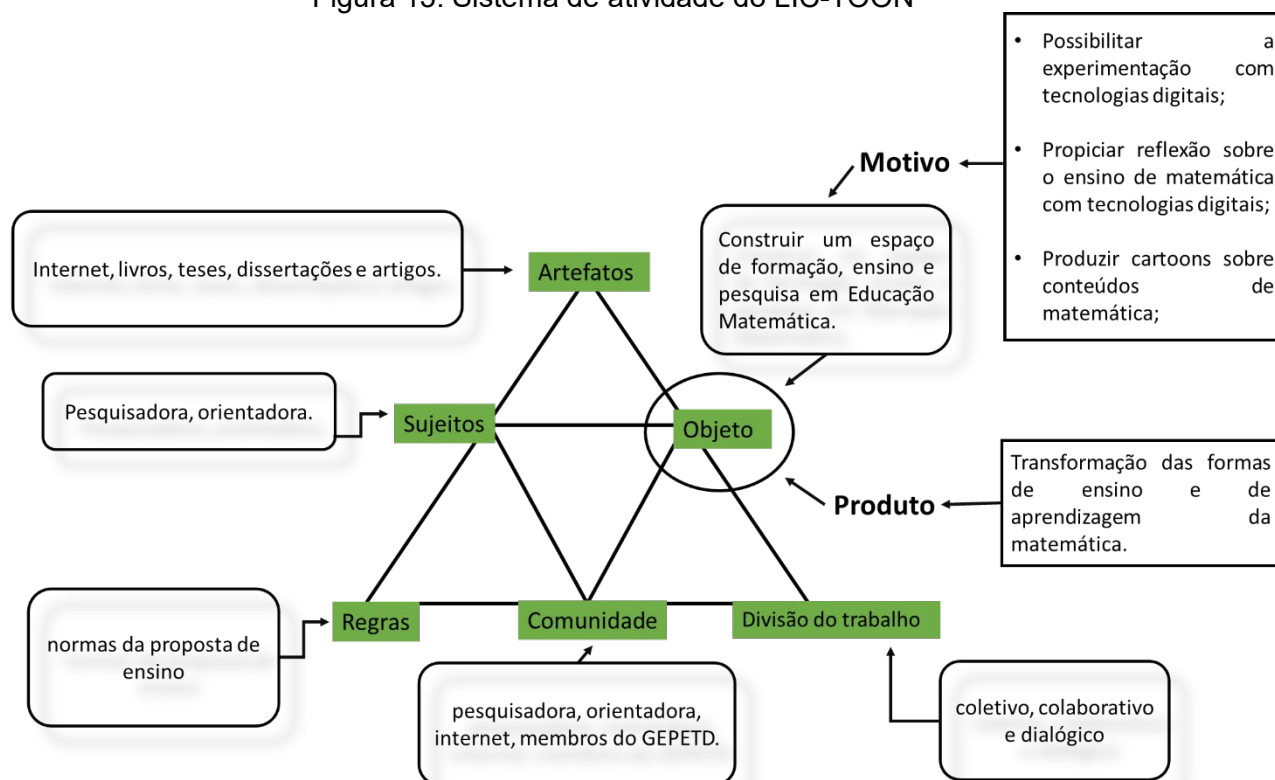 Figura 13: Sistema de atividade do LIC-TOON
• Possibilitar a
experimentação com
tecnologias digitais;
• Propiciar reflexão sobre
o ensino de matemática
com tecnologias digitais;
• Produzir cartoons sobre
conteúdos de
matemática;
Motivo
Construir um espaço
de formação, ensino e
pesquisa em Educação
Matemática.
Internet, livros, teses, dissertações e artigos.
Artefatos
Pesquisadora, orientadora.
Sujeitos
Objeto
Transformação das formas
de ensino e de
aprendizagem da
matemática.
Produto
normas da proposta de
ensino
Regras
Comunidade
Divisão do trabalho
pesquisadora, orientadora,
internet, membros do GEPETD.
coletivo, colaborativo
e dialógico